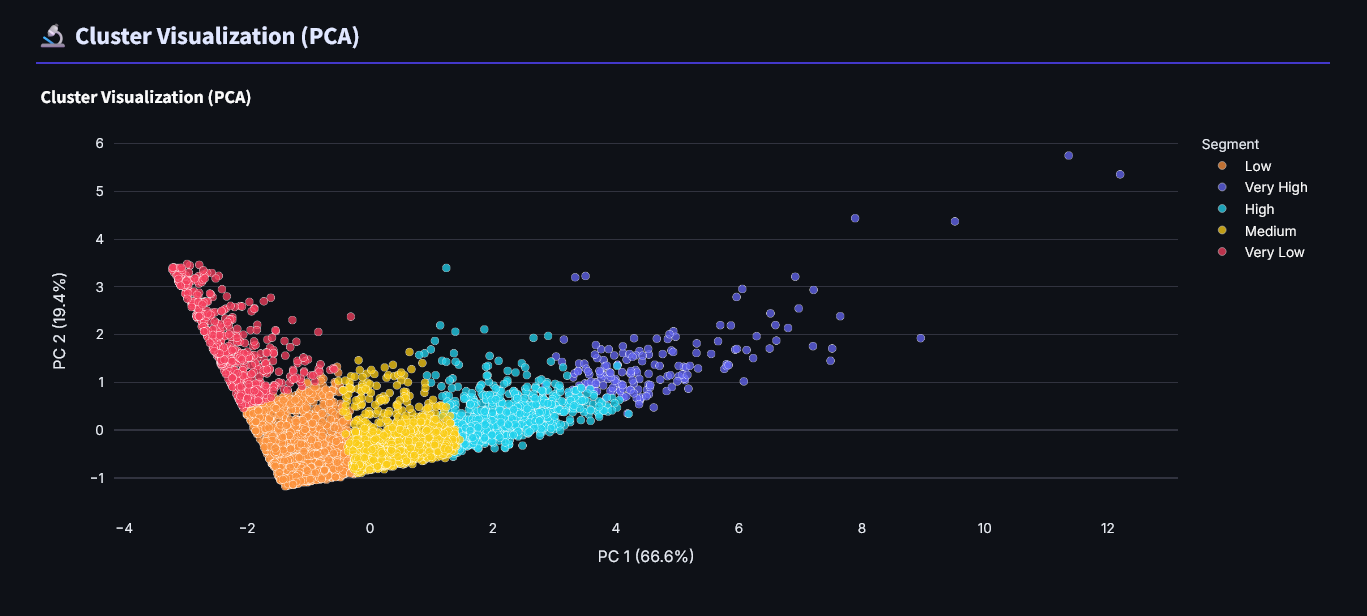 🔬 Cluster Visualization (PCA)
Cluster Visualization (PCA)
Segment
Low
Very High
High
Medium
Very Low
PC 2 (19.4%)
6
5
4
3
2
1
0
−1
−4 −2 0 2 4 6 8 10 12
PC 1 (66.6%)